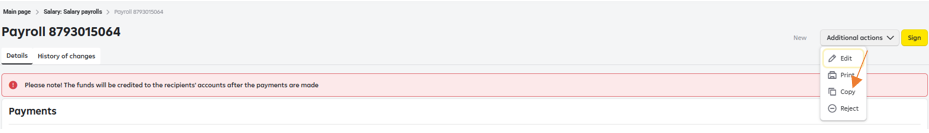 Main page > Salary: Salary payrolls > Payroll 8793015064
Payroll 8793015064
New Additional actions Sign
Details History of changes
Edit
Please note! The funds will be credited to the recipients' accounts after the payments are made
Print
Copy
Payments
Reject